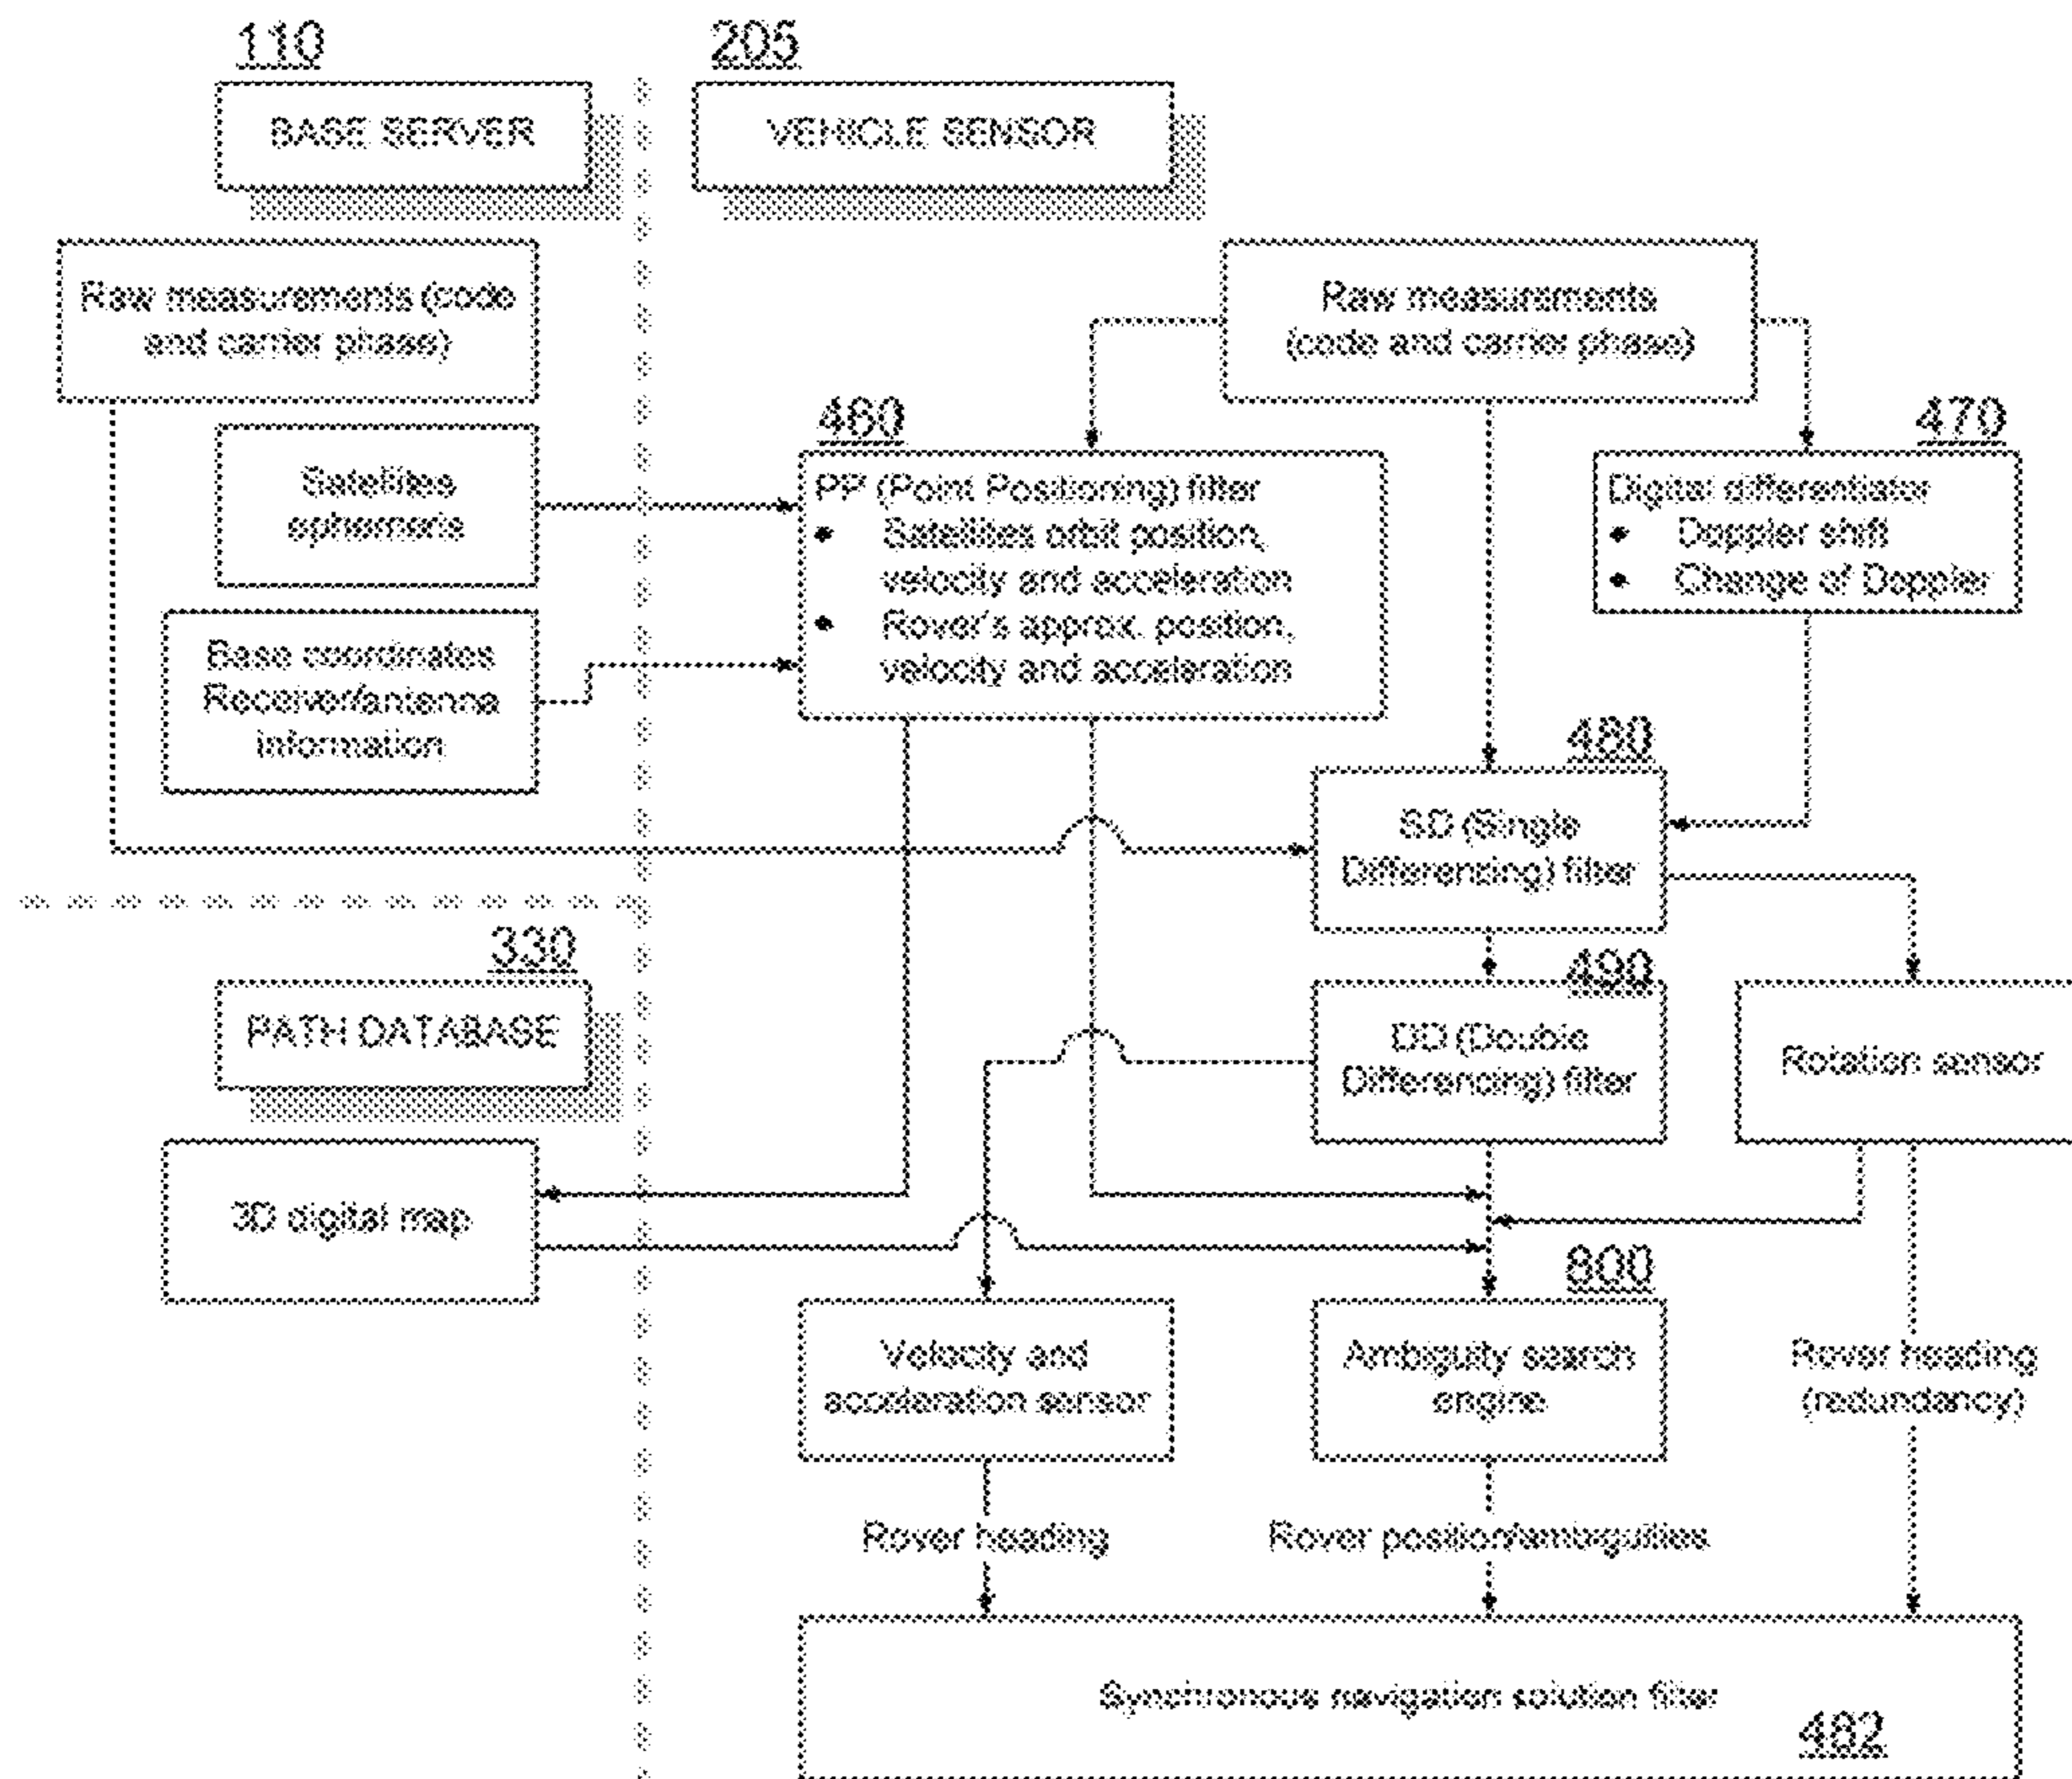 110
205
BASE SERVER
VEHICLE SENSOR
Raw measurements (code
and carrier phase)
Raw measurements
(code and carrier phase)
460
470
Satellites
ephemeris
PP (Point Positioning) filter
• Satellites orbit position,
velocity and acceleration
• Rover's approx. position,
velocity and acceleration
Digital differentiator
• Doppler shift
• Change of Doppler
Base coordinates
Receiver/antenna
information
480
SD (Single
Differencing) filter
330
490
PATH DATABASE
DD (Double
Differencing) filter
Rotation sensor
3D digital map
800
Velocity and
acceleration sensor
Ambiguity search
engine
Rover heading
(redundancy)
Rover heading
Rover position/ambiguities
Synchronous navigation solution filter
482